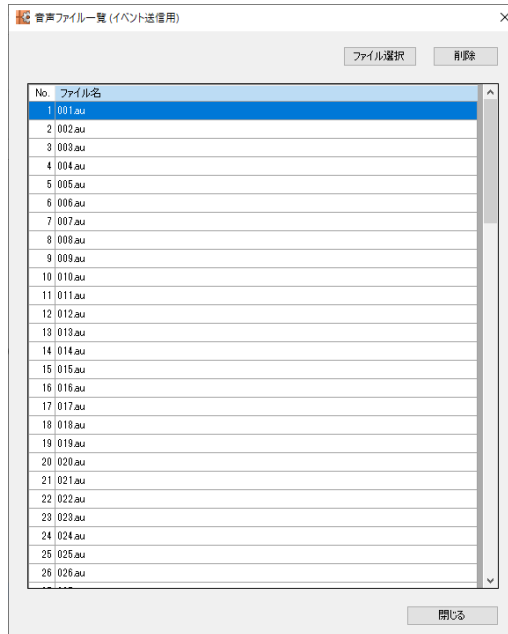 音声ファイル一覧 (イベント送信用)
ファイル選択 削除
No. ファイル名
1 001.au
2 002.au
3 003.au
4 004.au
5 005.au
6 006.au
7 007.au
8 008.au
9 009.au
10 010.au
11 011.au
12 012.au
13 013.au
14 014.au
15 015.au
16 016.au
17 017.au
18 018.au
19 019.au
20 020.au
21 021.au
22 022.au
23 023.au
24 024.au
25 025.au
26 026.au
閉じる